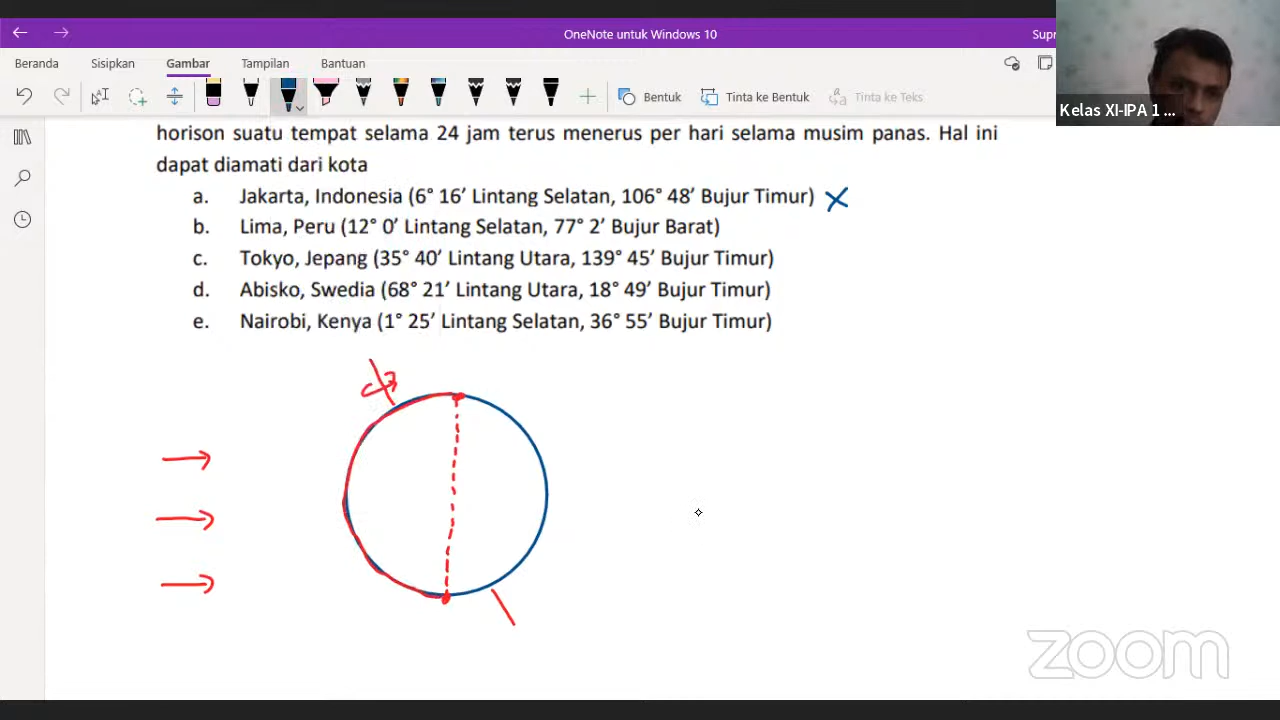 OneNote untuk Windows 10
Supr
Beranda Sisipkan Gambar Tampilan Bantuan
Bentuk Tinta ke Bentuk Tinta ke Teks
Kelas XI-IPA 1 ...
horison suatu tempat selama 24 jam terus menerus per hari selama musim panas. Hal ini
dapat diamati dari kota
a. Jakarta, Indonesia (6° 16’ Lintang Selatan, 106° 48’ Bujur Timur)
b. Lima, Peru (12° 0’ Lintang Selatan, 77° 2’ Bujur Barat)
c. Tokyo, Jepang (35° 40’ Lintang Utara, 139° 45’ Bujur Timur)
d. Abisko, Swedia (68° 21’ Lintang Utara, 18° 49’ Bujur Timur)
e. Nairobi, Kenya (1° 25’ Lintang Selatan, 36° 55’ Bujur Timur)
zoom